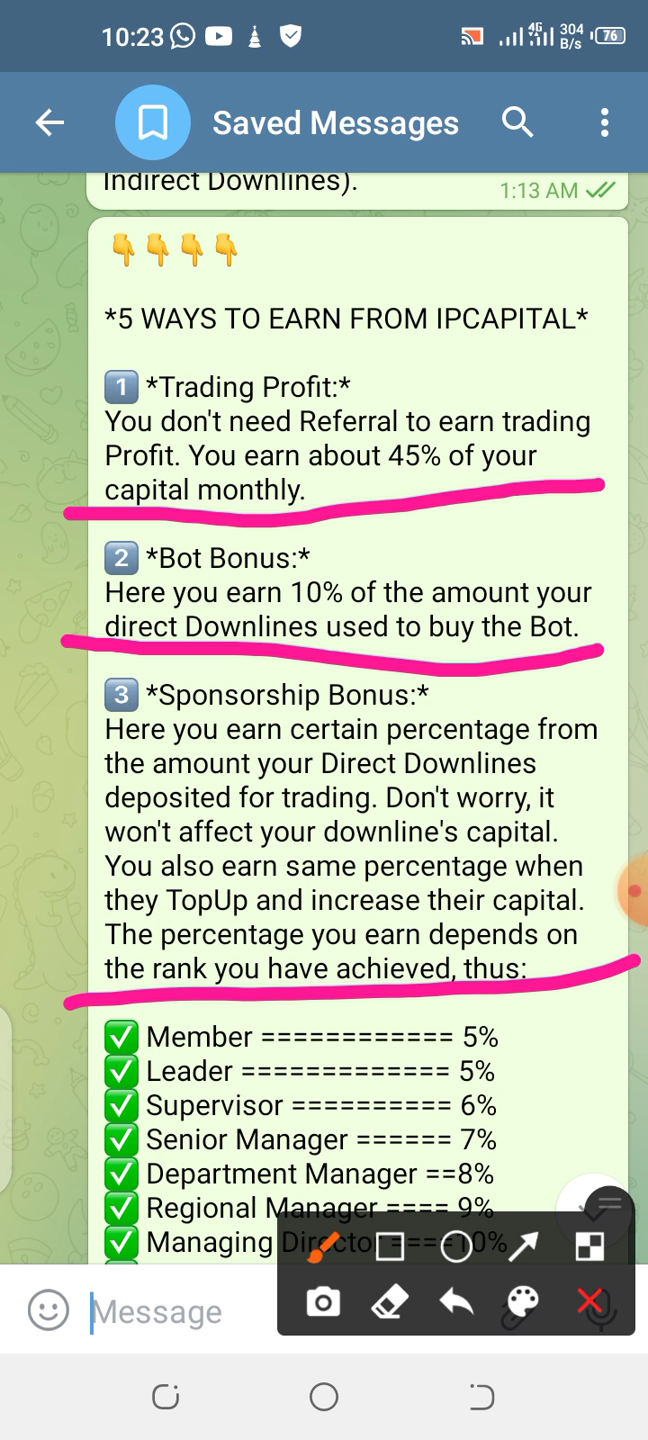 10:23 4G 304 B/s 76
Saved Messages
Indirect Downlines).
1:13 AM
👇👇👇👇
*5 WAYS TO EARN FROM IPCAPITAL*
1️⃣ *Trading Profit:*
You don't need Referral to earn trading
Profit. You earn about 45% of your
capital monthly.
2️⃣ *Bot Bonus:*
Here you earn 10% of the amount your
direct Downlines used to buy the Bot.
3️⃣ *Sponsorship Bonus:*
Here you earn certain percentage from
the amount your Direct Downlines
deposited for trading. Don't worry, it
won't affect your downline's capital.
You also earn same percentage when
they TopUp and increase their capital.
The percentage you earn depends on
the rank you have achieved, thus:
✅ Member ============ 5%
✅ Leader ============= 5%
✅ Supervisor ========== 6%
✅ Senior Manager ====== 7%
✅ Department Manager ==8%
✅ Regional Manager ==== 9%
✅ Managing Director ====10%
Message